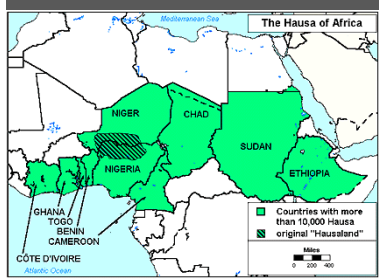 Mediterranean Sea
The Hausa of Africa
NIGER
CHAD
SUDAN
NIGERIA
ETHIOPIA
GHANA
TOGO
BENIN
CAMEROON
CÔTE D'IVOIRE
Atlantic Ocean
Countries with more
than 10,000 Hausa
original "Hausaland"
Miles
0 200 400